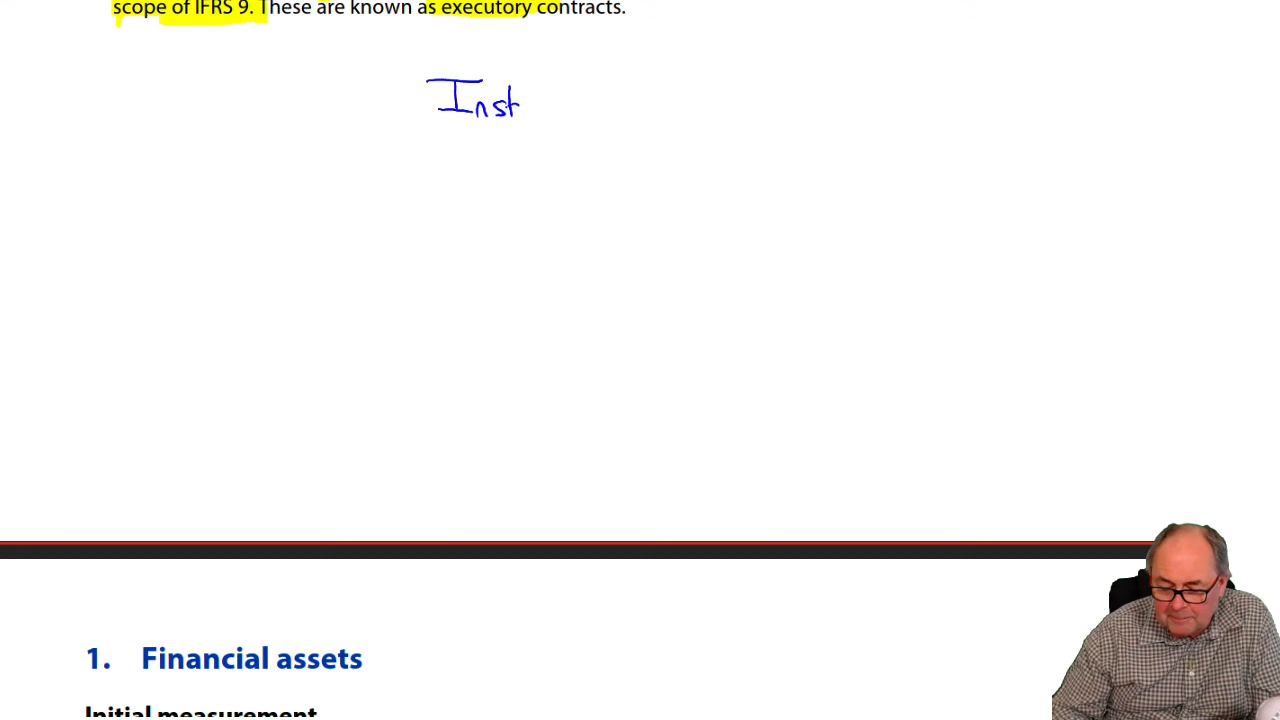 scope of IFRS 9. These are known as executory contracts.
Inst
1. Financial assets
Initial measurement